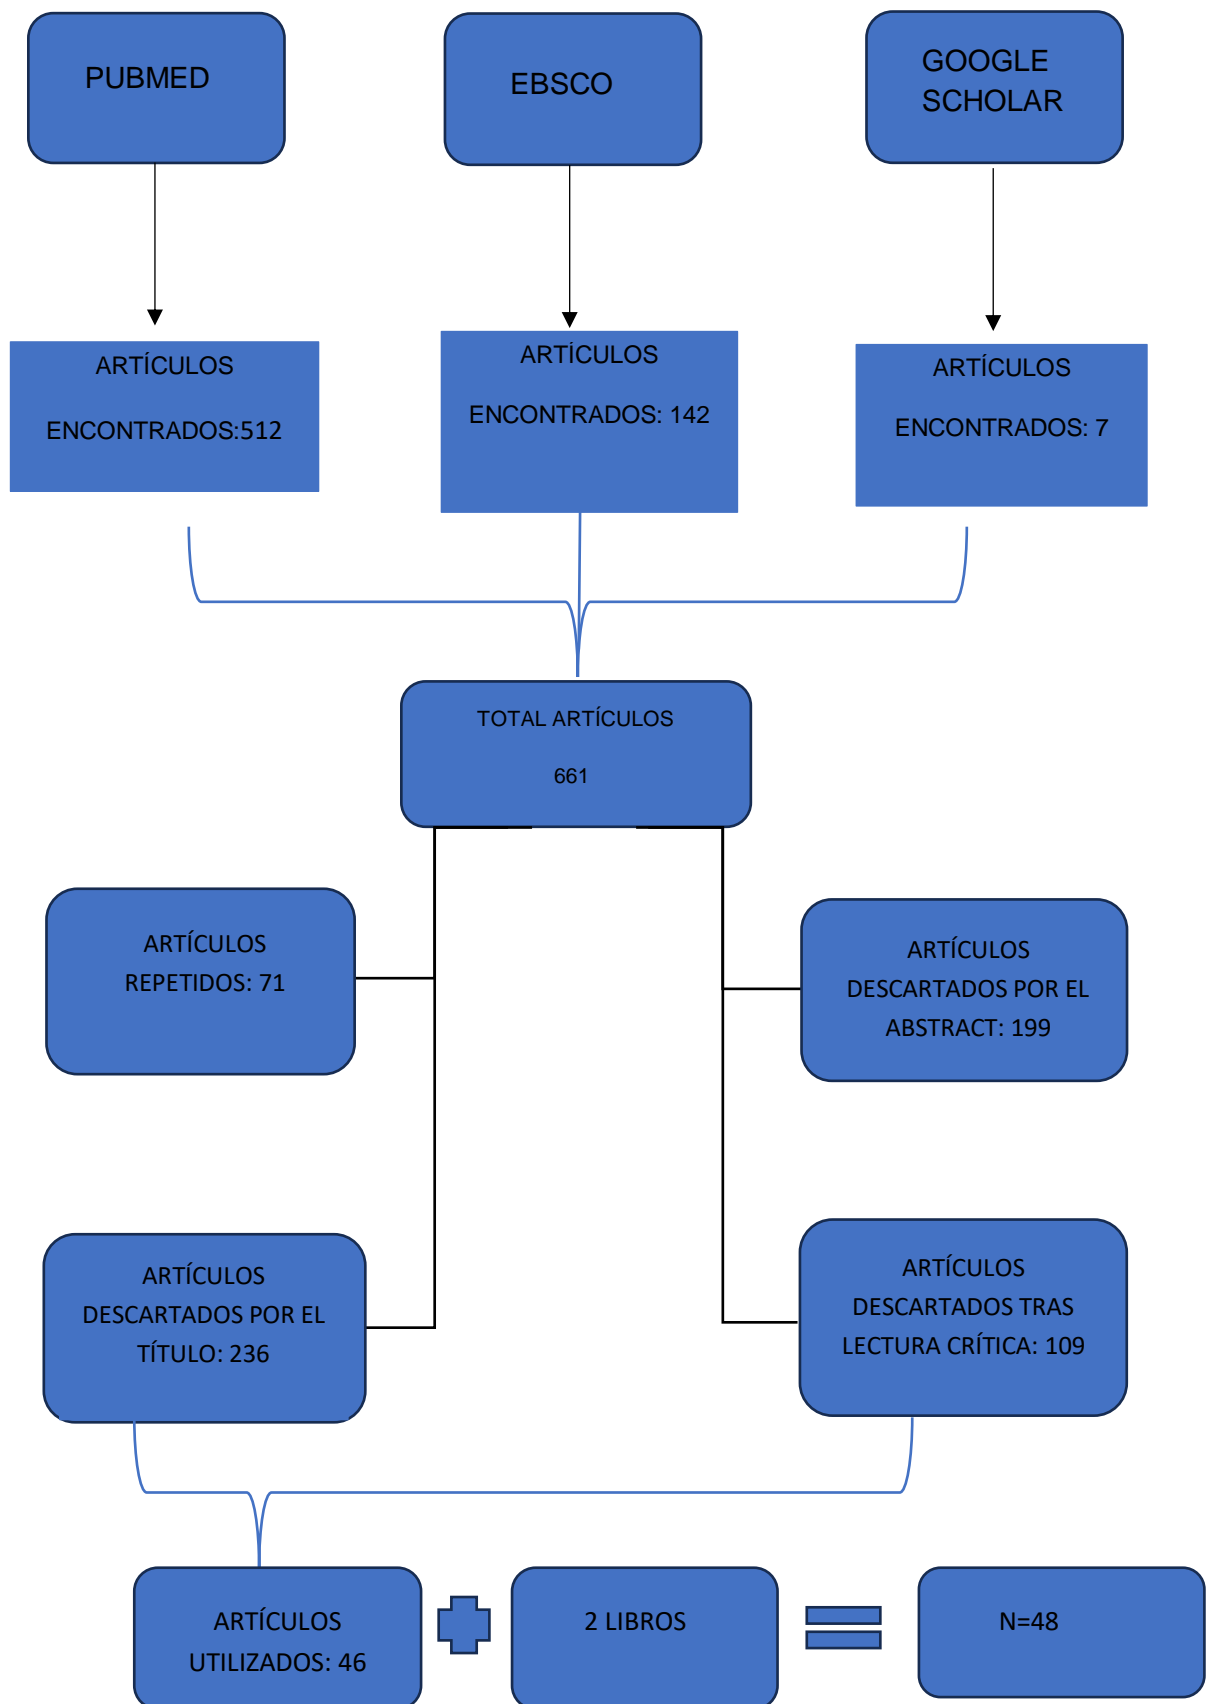 PUBMED
EBSCO
GOOGLE
SCHOLAR
ARTÍCULOS
ENCONTRADOS:512
ARTÍCULOS
ENCONTRADOS: 142
ARTÍCULOS
ENCONTRADOS: 7
TOTAL ARTÍCULOS
661
ARTÍCULOS
REPETIDOS: 71
ARTÍCULOS
DESCARTADOS POR EL
ABSTRACT: 199
ARTÍCULOS
DESCARTADOS POR EL
TÍTULO: 236
ARTÍCULOS
DESCARTADOS TRAS
LECTURA CRÍTICA: 109
ARTÍCULOS
UTILIZADOS: 46
2 LIBROS
N=48